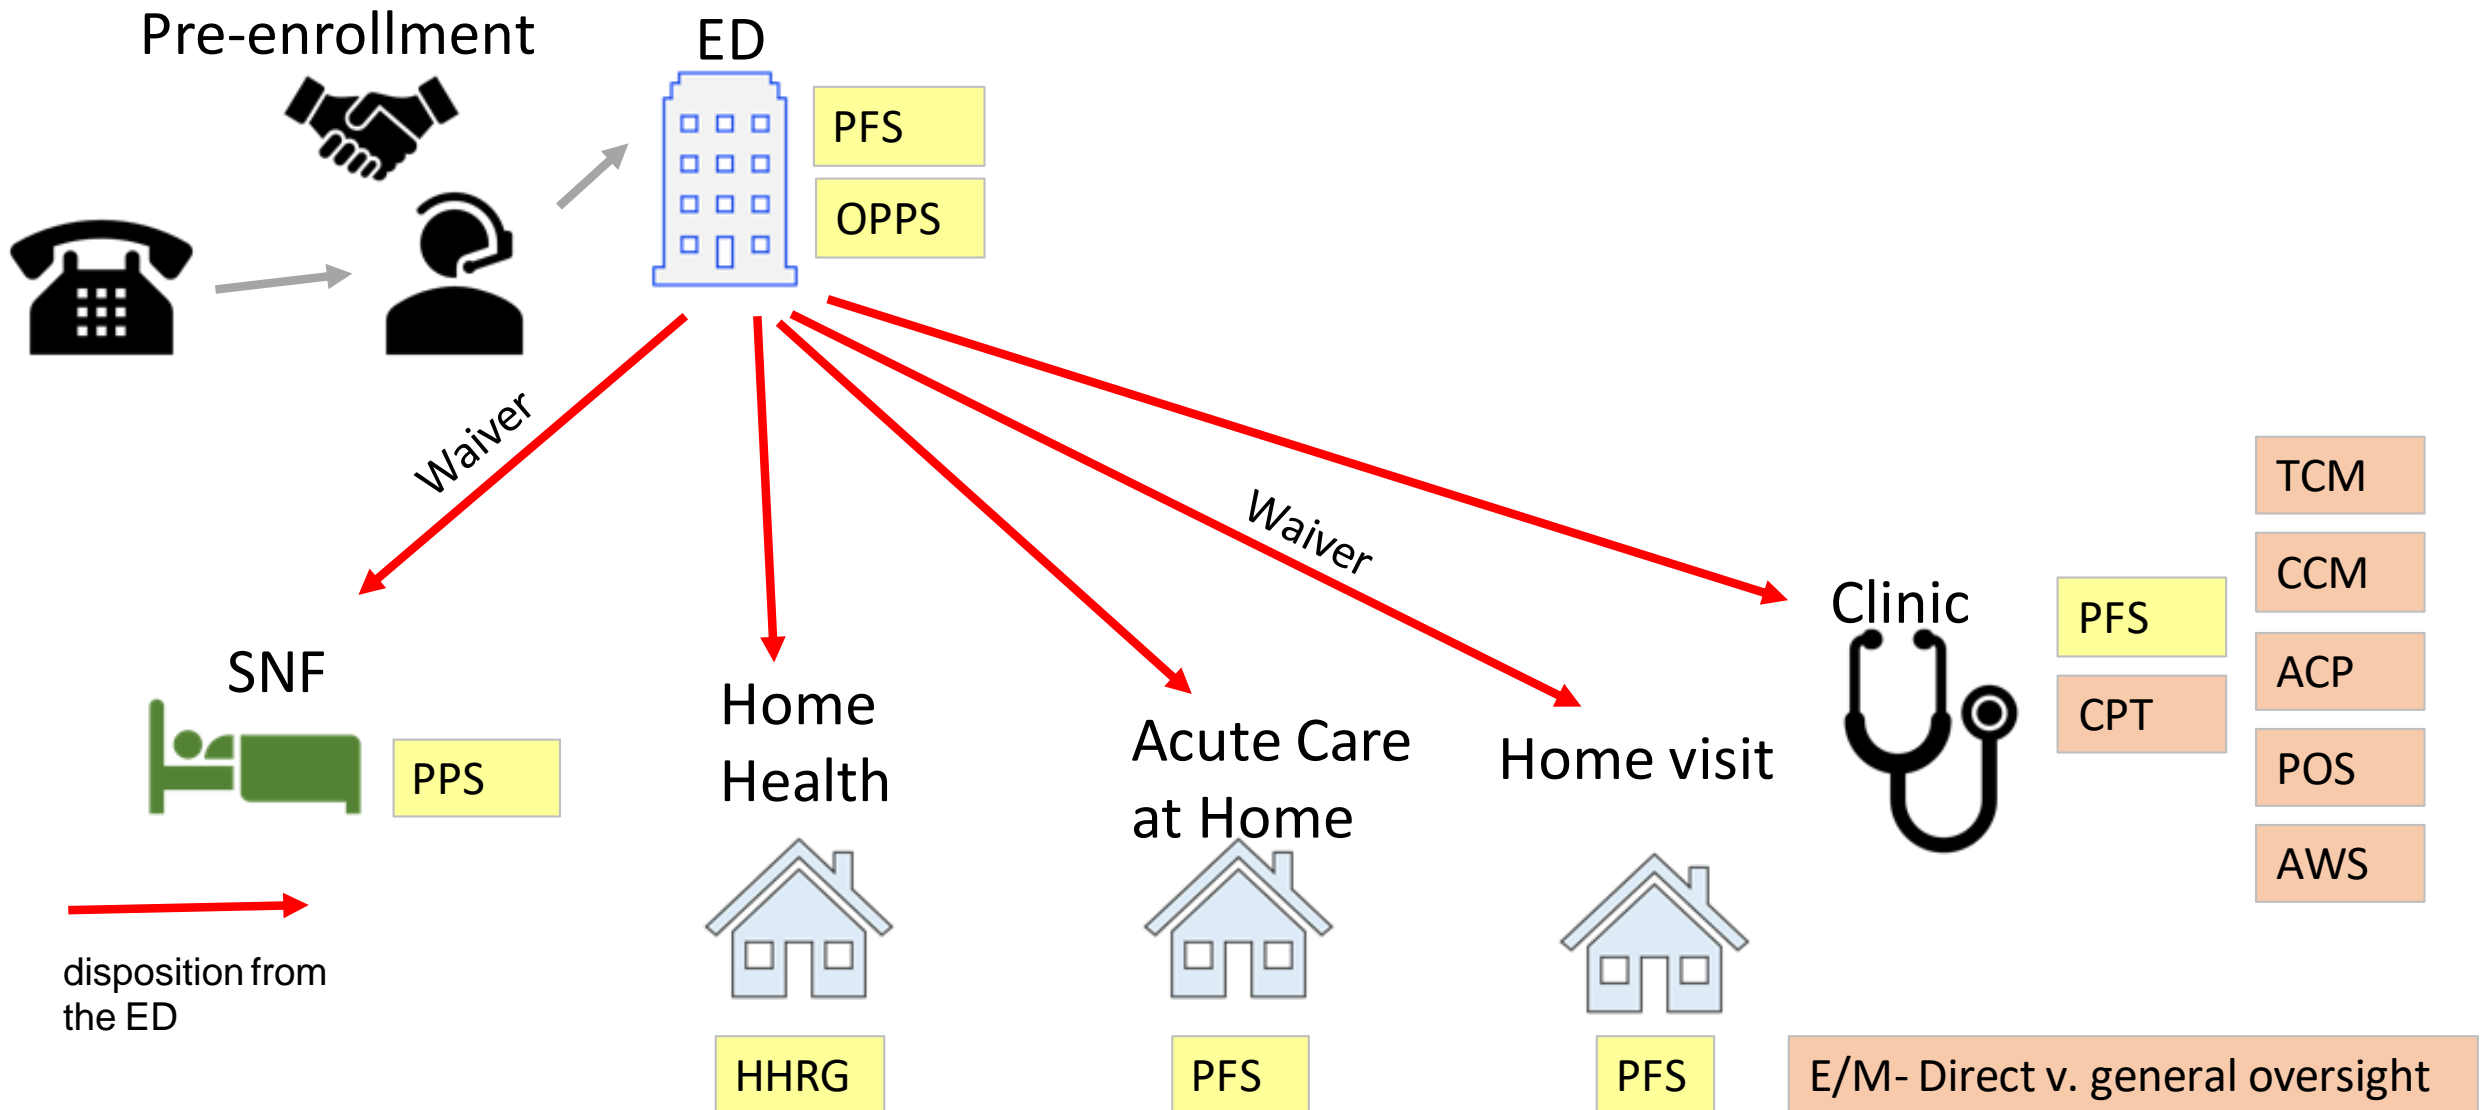 Pre-enrollment
ED
PFS
OPPS
Waiver
Waiver
SNF
PPS
Home
Health
HHRG
Acute Care
at Home
PFS
Home visit
PFS
Clinic
PFS
CPT
TCM
CCM
ACP
POS
AWS
E/M- Direct v. general oversight
disposition from
the ED